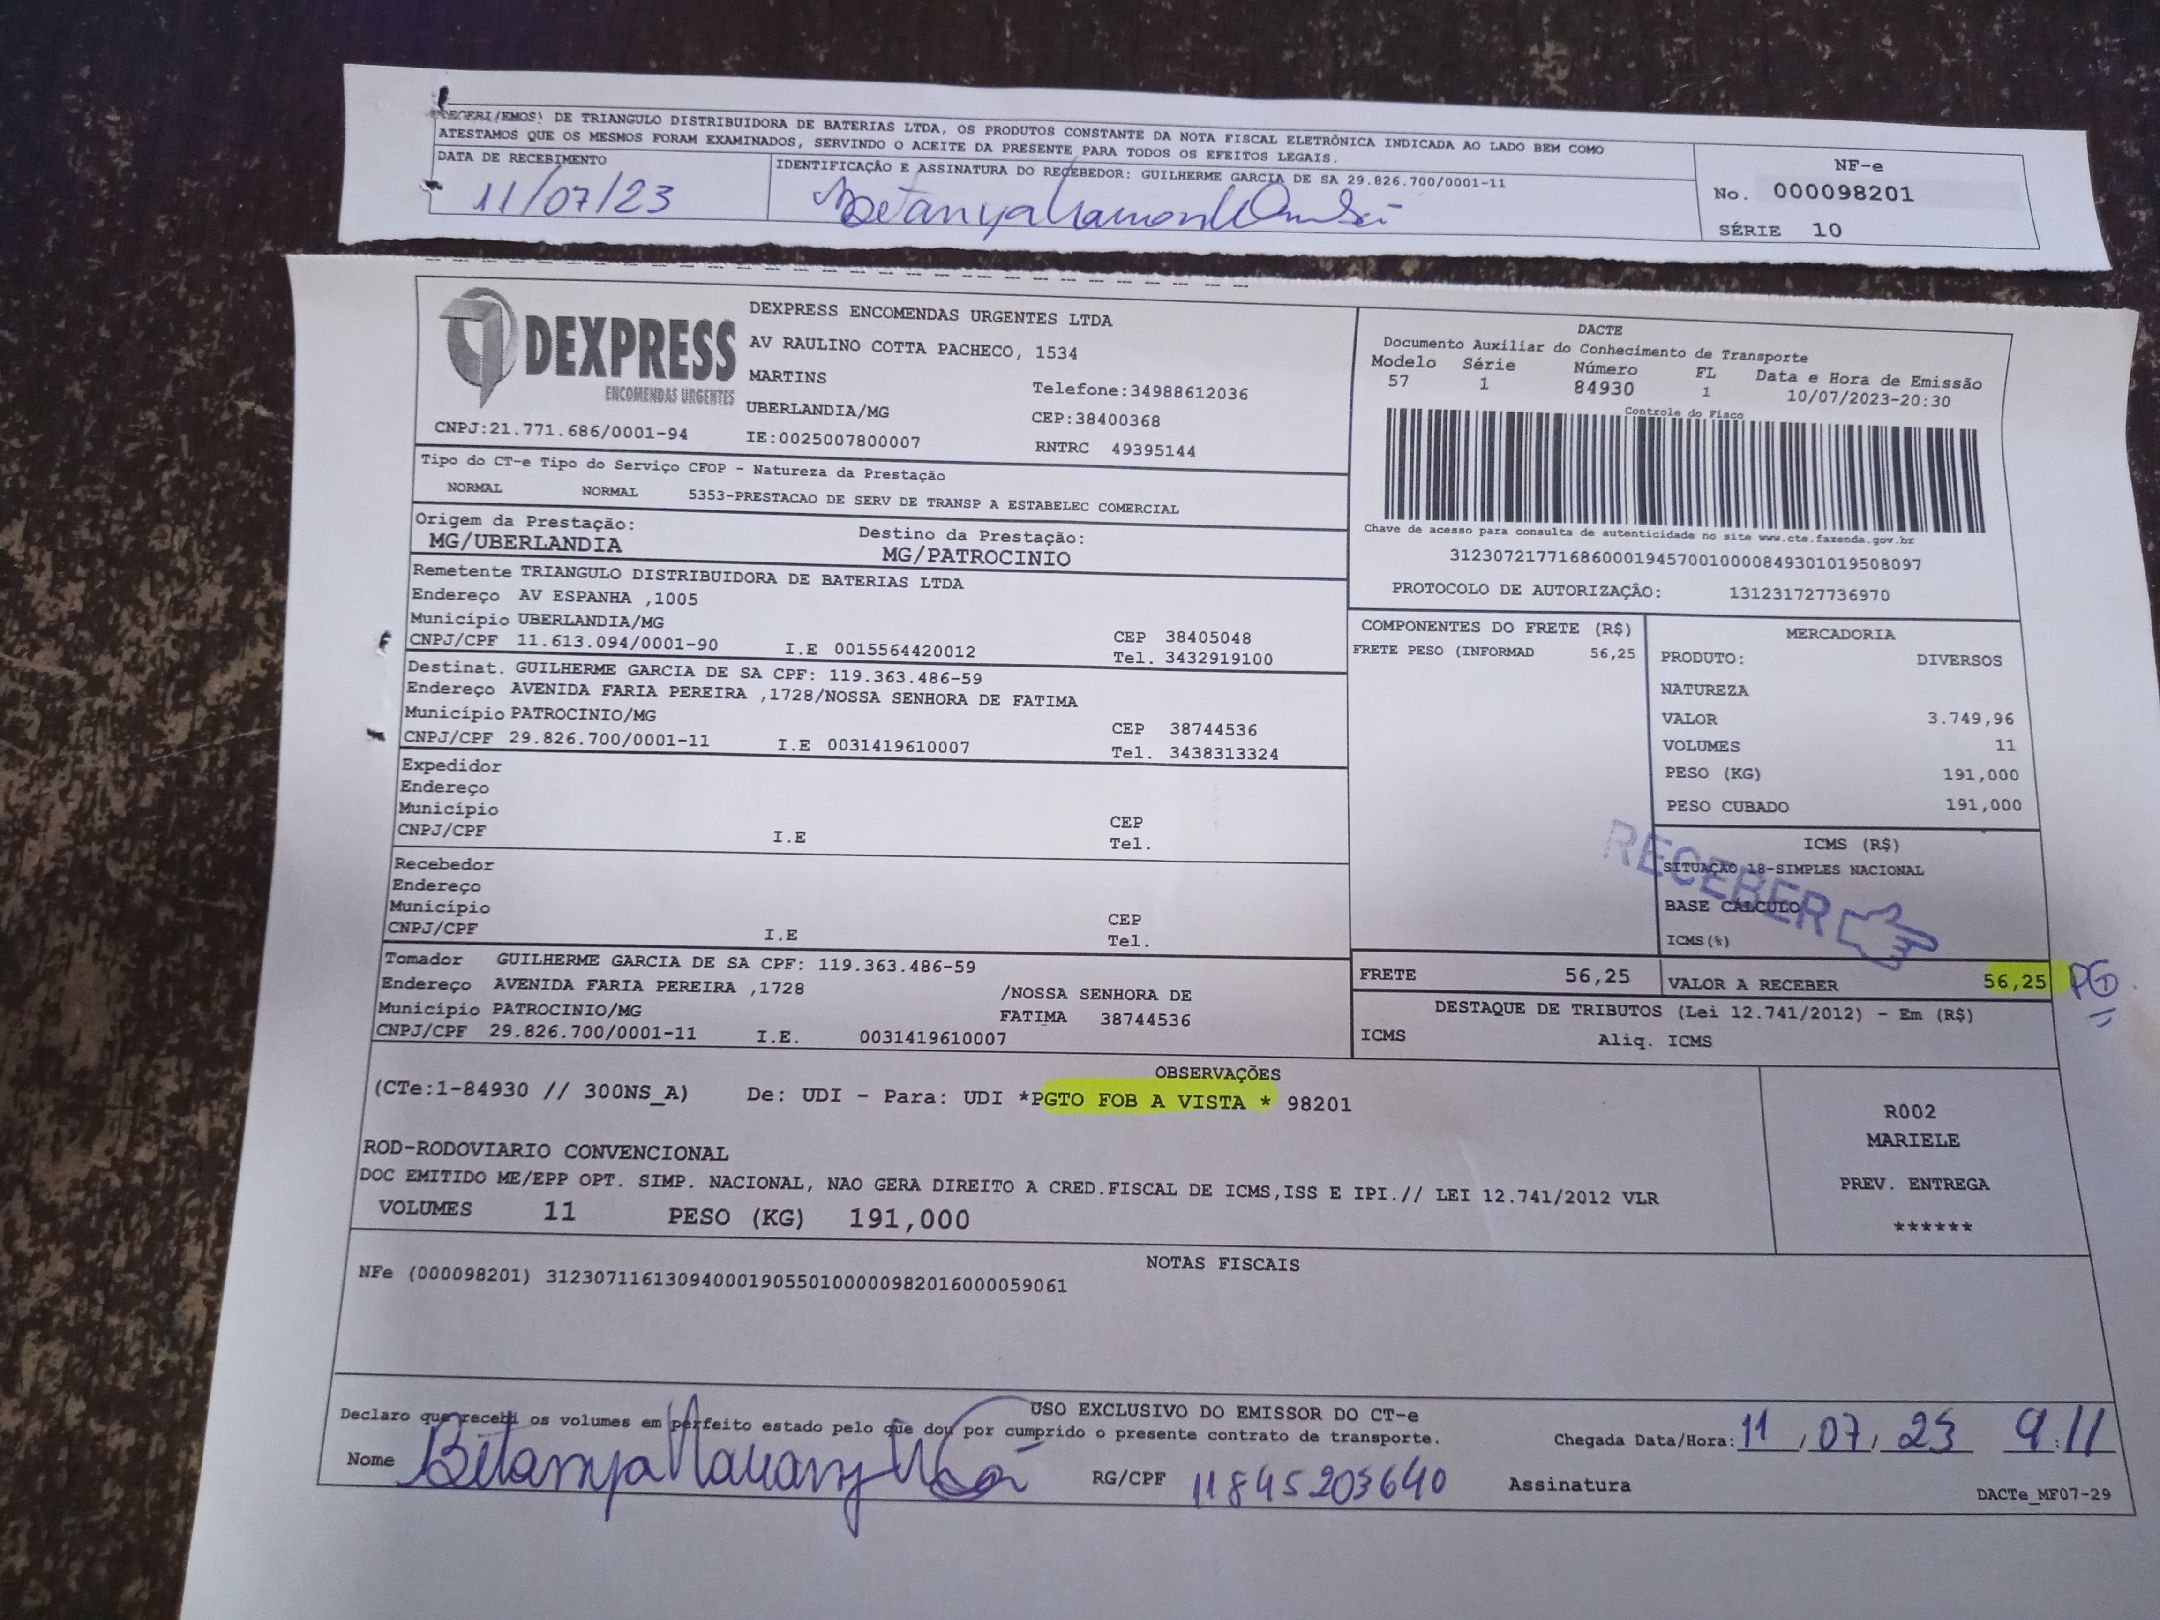 RECEBI(EMOS) DE TRIANGULO DISTRIBUIDORA DE BATERIAS LTDA, OS PRODUTOS CONSTANTE DA NOTA FISCAL ELETRÔNICA INDICADA AO LADO BEM COMO
ATESTAMOS QUE OS MESMOS FORAM EXAMINADOS, SERVINDO O ACEITE DA PRESENTE PARA TODOS OS EFEITOS LEGAIS.
DATA DE RECEBIMENTO
11/07/23
IDENTIFICAÇÃO E ASSINATURA DO RECEBEDOR: GUILHERME GARCIA DE SA 29.826.700/0001-11
Betanya
NF-e
No. 000098201
SÉRIE 10
DEXPRESS
ENCOMENDAS URGENTES
CNPJ:21.771.686/0001-94
DEXPRESS ENCOMENDAS URGENTES LTDA
AV RAULINO COTTA PACHECO, 1534
MARTINS
Telefone:34988612036
UBERLANDIA/MG
CEP:38400368
IE:0025007800007
RNTRC 49395144
DACTE
Documento Auxiliar do Conhecimento de Transporte
Modelo Série Número FL Data e Hora de Emissão
57 1 84930 1 10/07/2023-20:30
Controle do Fisco
Chave de acesso para consulta de autenticidade no site www.cte.fazenda.gov.br
31230721771686000194570010000849301019508097
PROTOCOLO DE AUTORIZAÇÃO: 131231727736970
Tipo do CT-e Tipo do Serviço CFOP - Natureza da Prestação
NORMAL NORMAL 5353-PRESTACAO DE SERV DE TRANSP A ESTABELEC COMERCIAL
Origem da Prestação: Destino da Prestação:
MG/UBERLANDIA MG/PATROCINIO
Remetente TRIANGULO DISTRIBUIDORA DE BATERIAS LTDA
Endereço AV ESPANHA ,1005
Município UBERLANDIA/MG CEP 38405048
CNPJ/CPF 11.613.094/0001-90 I.E 0015564420012 Tel. 3432919100
Destinat. GUILHERME GARCIA DE SA CPF: 119.363.486-59
Endereço AVENIDA FARIA PEREIRA ,1728/NOSSA SENHORA DE FATIMA
Município PATROCINIO/MG CEP 38744536
CNPJ/CPF 29.826.700/0001-11 I.E 0031419610007 Tel. 3438313324
Expedidor
Endereço
Município CEP
CNPJ/CPF I.E Tel.
Recebedor
Endereço
Município CEP
CNPJ/CPF I.E Tel.
Tomador GUILHERME GARCIA DE SA CPF: 119.363.486-59
Endereço AVENIDA FARIA PEREIRA ,1728 /NOSSA SENHORA DE
Município PATROCINIO/MG FATIMA 38744536
CNPJ/CPF 29.826.700/0001-11 I.E. 0031419610007
COMPONENTES DO FRETE (R$)
FRETE PESO (INFORMAD 56,25
MERCADORIA
PRODUTO: DIVERSOS
NATUREZA
VALOR 3.749,96
VOLUMES 11
PESO (KG) 191,000
PESO CUBADO 191,000
ICMS (R$)
SITUAÇÃO 18-SIMPLES NACIONAL
BASE CÁLCULO
ICMS(%)
RECEBER
FRETE 56,25
VALOR A RECEBER 56,25 PG
DESTAQUE DE TRIBUTOS (Lei 12.741/2012) - Em (R$)
ICMS Aliq. ICMS
OBSERVAÇÕES
(CTe:1-84930 // 300NS_A) De: UDI - Para: UDI *PGTO FOB A VISTA * 98201
ROD-RODOVIARIO CONVENCIONAL
DOC EMITIDO ME/EPP OPT. SIMP. NACIONAL, NAO GERA DIREITO A CRED.FISCAL DE ICMS,ISS E IPI.// LEI 12.741/2012 VLR
VOLUMES 11 PESO (KG) 191,000
R002
MARIELE
PREV. ENTREGA
******
NOTAS FISCAIS
NFe (000098201) 31230711613094000190550100000982016000059061
USO EXCLUSIVO DO EMISSOR DO CT-e
Declaro que recebi os volumes em perfeito estado pelo que dou por cumprido o presente contrato de transporte.
Chegada Data/Hora: 11/07/23 9:11
Nome Betanya
RG/CPF 11845203640
Assinatura
DACTe_MF07-29